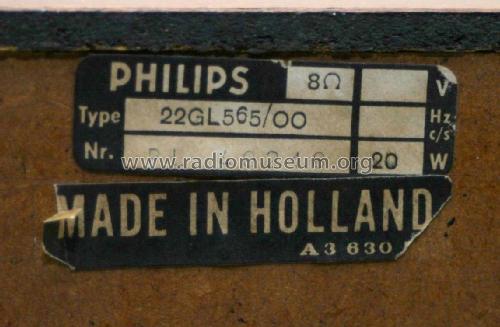 PHILIPS 8Ω V
Type 22GL565/00 Hz c/s
Nr. 20 W
www.radiomuseum.org
MADE IN HOLLAND
A3 630